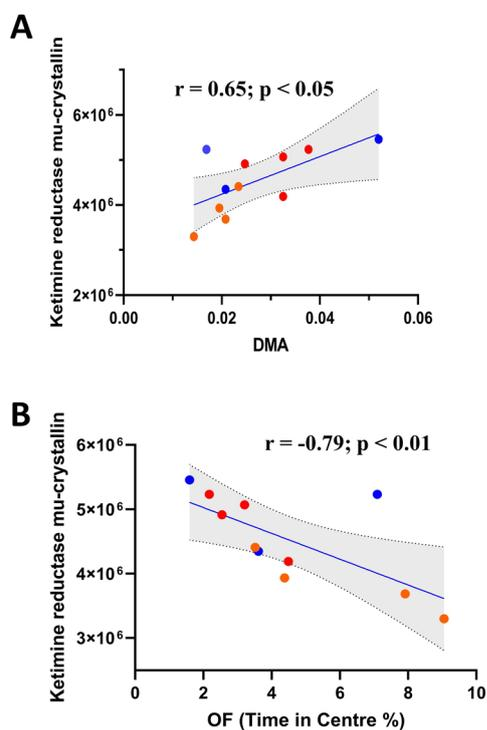 A
Ketimine reductase mu-crystallin
r = 0.65; p < 0.05
6×10⁶
4×10⁶
2×10⁶
0.00 0.02 0.04 0.06
DMA
B
Ketimine reductase mu-crystallin
r = -0.79; p < 0.01
6×10⁶
5×10⁶
4×10⁶
3×10⁶
0 2 4 6 8 10
OF (Time in Centre %)